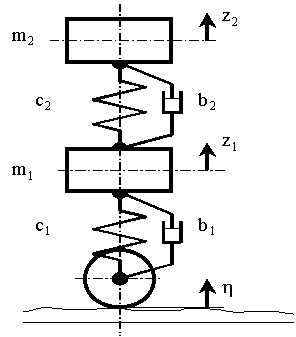 z₂
m₂
c₂ b₂
z₁
m₁
c₁ b₁
η